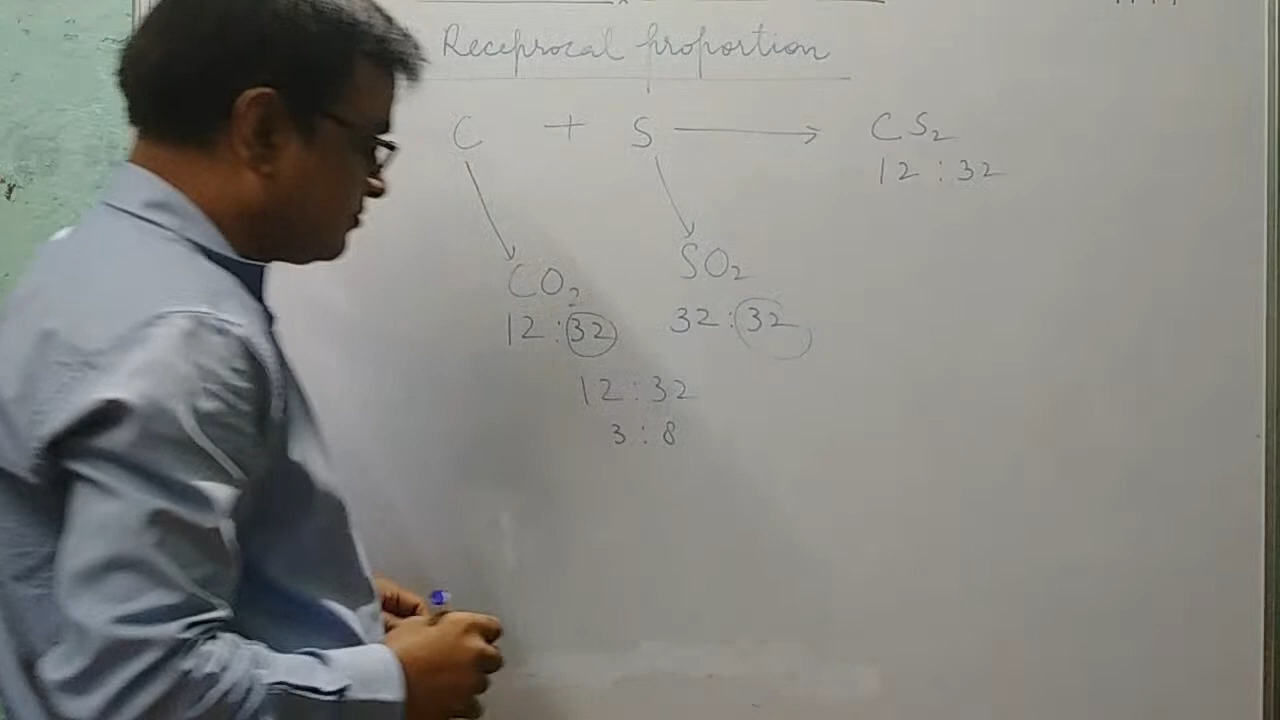 Reciprocal proportion
C + S → CS₂
12 : 32
CO₂ SO₂
12 : 32 32 : 32
12 : 32
3 : 8